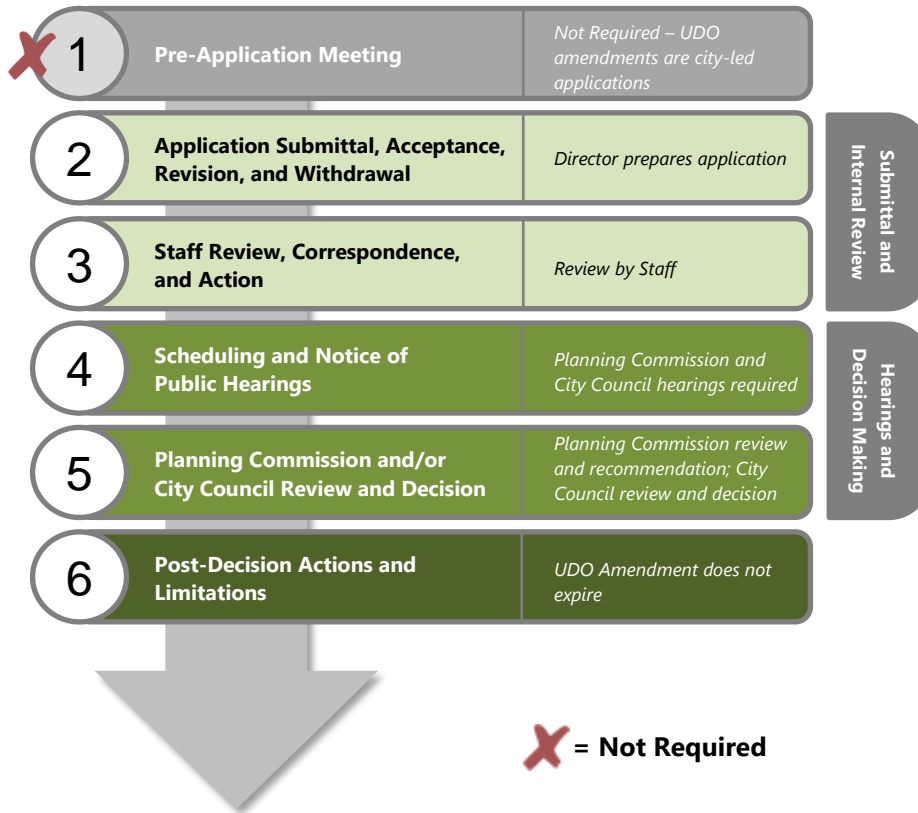 1
Pre-Application Meeting
Not Required – UDO
amendments are city-led
applications
2
Application Submittal, Acceptance,
Revision, and Withdrawal
Director prepares application
3
Staff Review, Correspondence,
and Action
Review by Staff
Submittal and
Internal Review
4
Scheduling and Notice of
Public Hearings
Planning Commission and
City Council hearings required
5
Planning Commission and/or
City Council Review and Decision
Planning Commission review
and recommendation; City
Council review and decision
Hearings and
Decision Making
6
Post-Decision Actions and
Limitations
UDO Amendment does not
expire
= Not Required